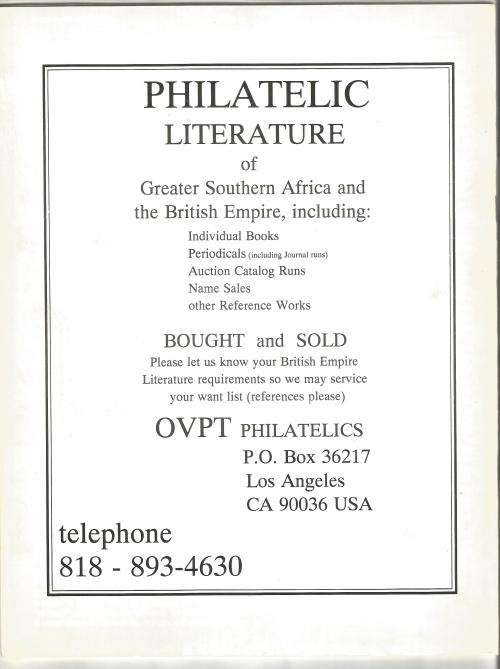 PHILATELIC
LITERATURE
of
Greater Southern Africa and
the British Empire, including:
Individual Books
Periodicals (including Journal runs)
Auction Catalog Runs
Name Sales
other Reference Works
BOUGHT and SOLD
Please let us know your British Empire
Literature requirements so we may service
your want list (references please)
OVPT PHILATELICS
P.O. Box 36217
Los Angeles
CA 90036 USA
telephone
818 - 893-4630